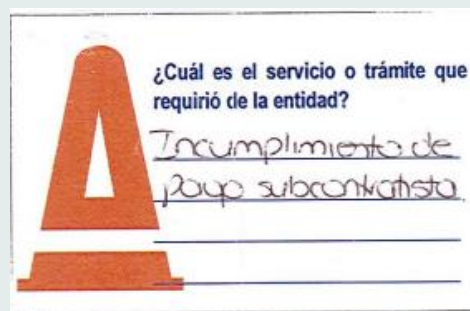 ¿Cuál es el servicio o trámite que
requirió de la entidad?
Incumplimiento de
pago subcontratista.